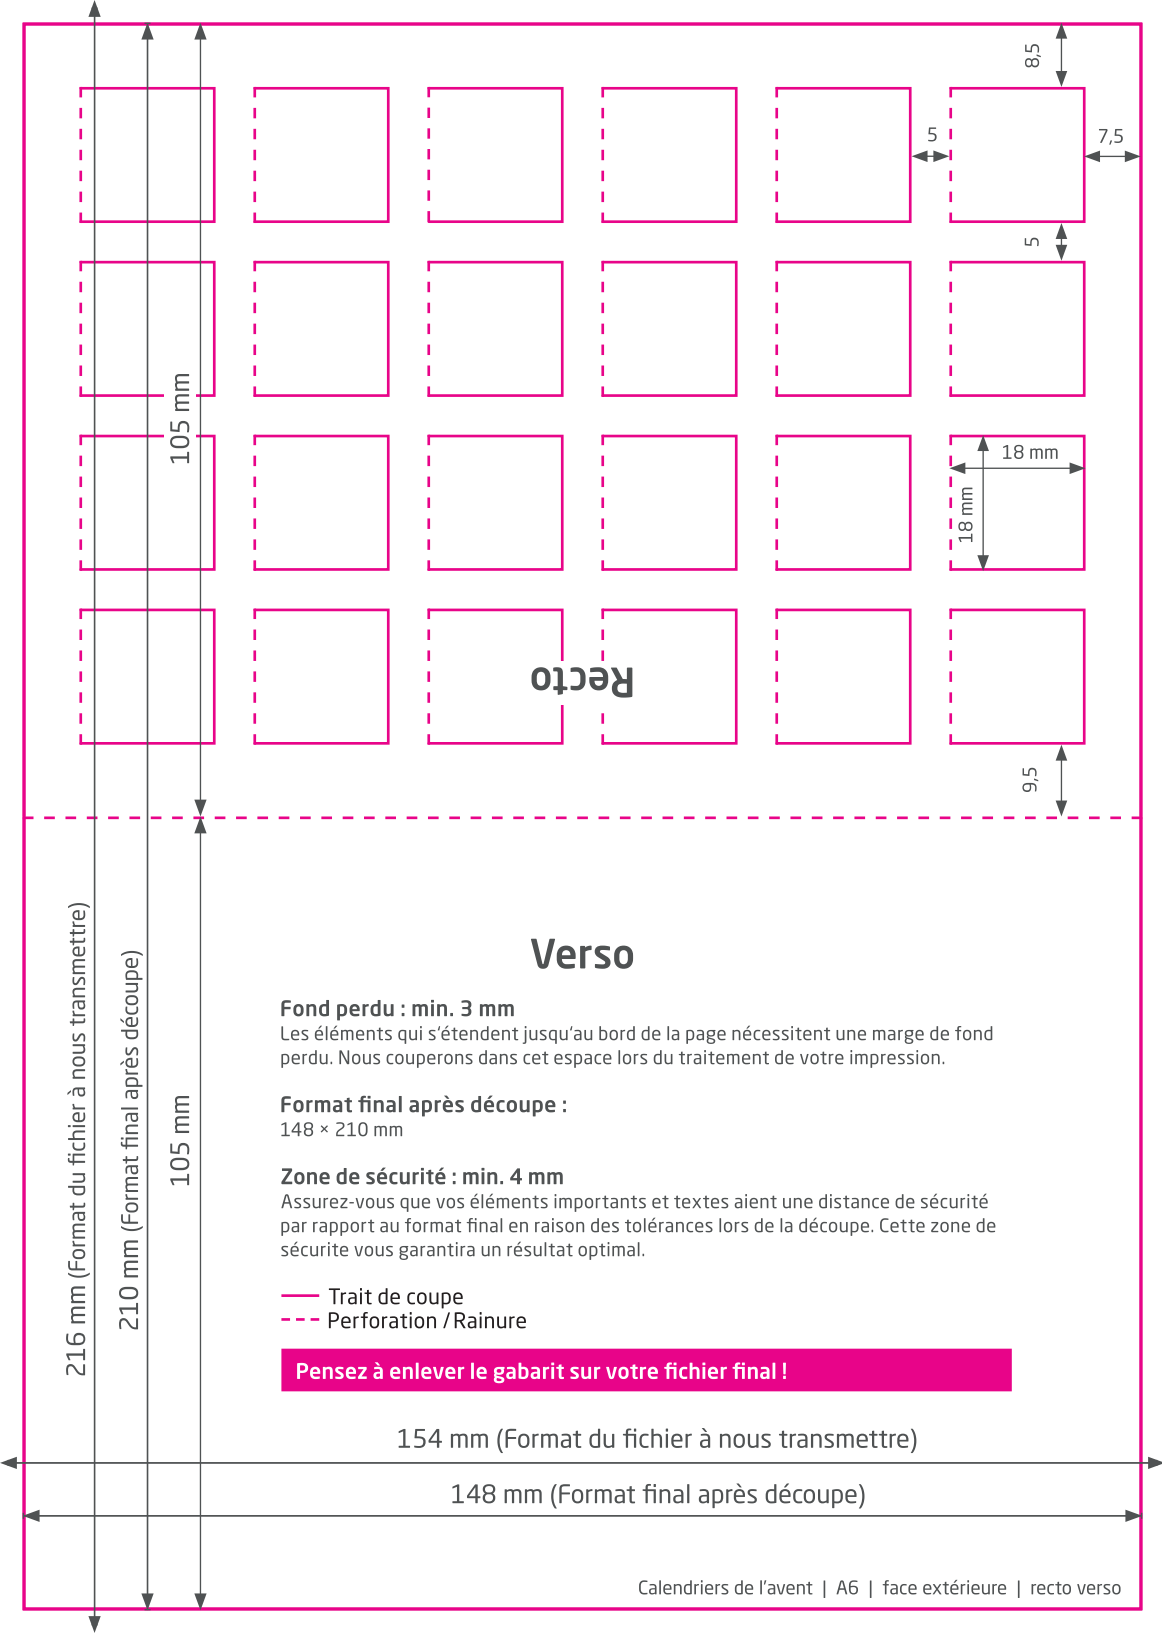 8,5
5
7,5
5
105 mm
18 mm
18 mm
Recto
9,5
Verso
Fond perdu : min. 3 mm
Les éléments qui s‘étendent jusqu‘au bord de la page nécessitent une marge de fond
perdu. Nous couperons dans cet espace lors du traitement de votre impression.
Format final après découpe :
148 × 210 mm
Zone de sécurité : min. 4 mm
Assurez-vous que vos éléments importants et textes aient une distance de sécurité
par rapport au format final en raison des tolérances lors de la découpe. Cette zone de
sécurite vous garantira un résultat optimal.
Trait de coupe
Perforation / Rainure
Pensez à enlever le gabarit sur votre fichier final !
216 mm (Format du fichier à nous transmettre)
210 mm (Format final après découpe)
105 mm
154 mm (Format du fichier à nous transmettre)
148 mm (Format final après découpe)
Calendriers de l’avent | A6 | face extérieure | recto verso